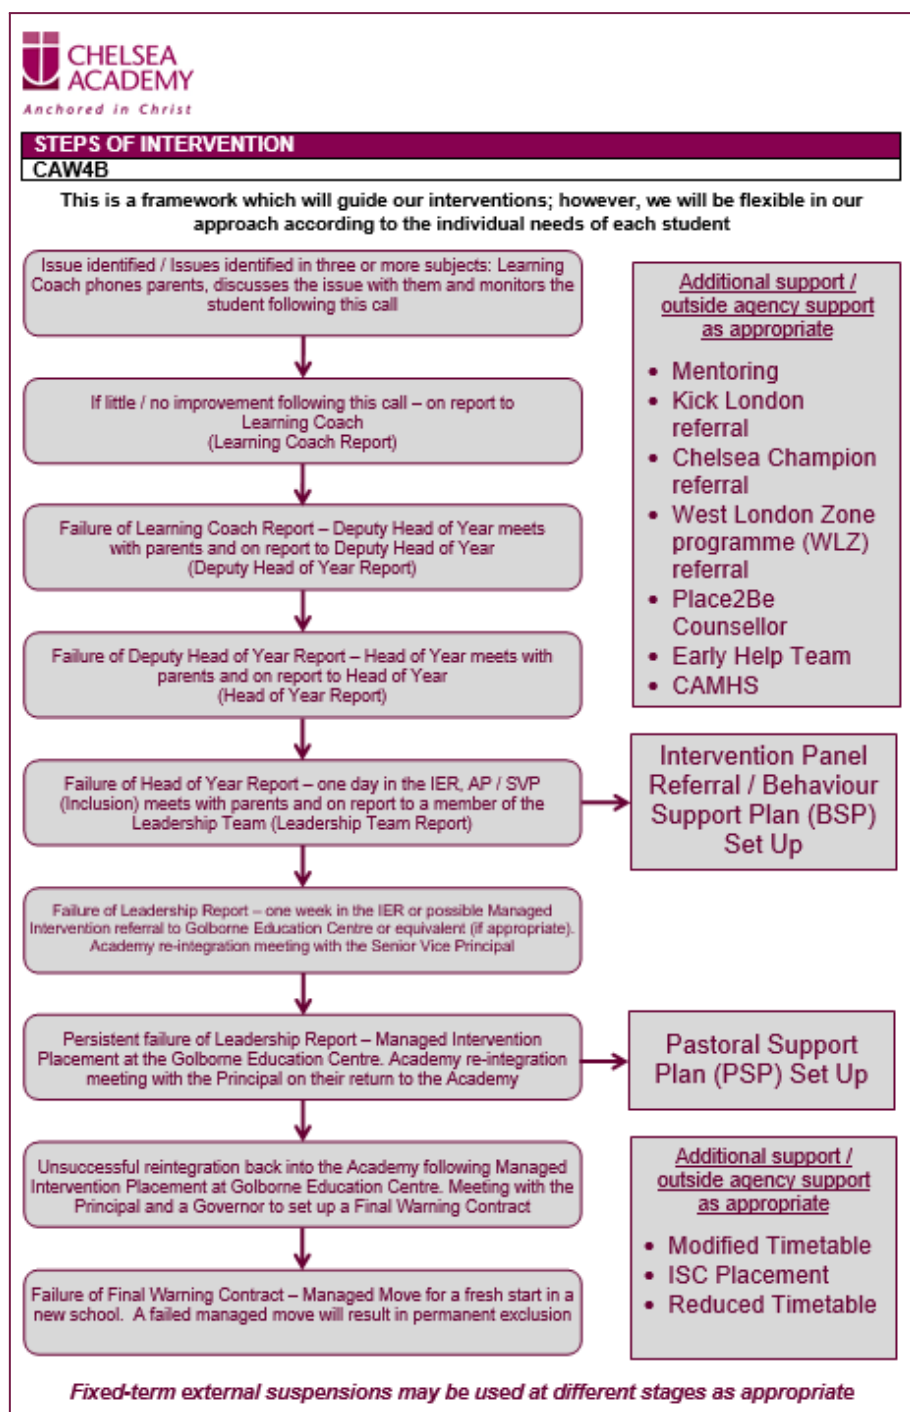 CHELSEA
ACADEMY
Anchored in Christ
STEPS OF INTERVENTION
CAW4B
This is a framework which will guide our interventions; however, we will be flexible in our
approach according to the individual needs of each student
Issue identified / Issues identified in three or more subjects: Learning
Coach phones parents, discusses the issue with them and monitors the
student following this call
If little / no improvement following this call – on report to
Learning Coach
(Learning Coach Report)
Failure of Learning Coach Report – Deputy Head of Year meets
with parents and on report to Deputy Head of Year
(Deputy Head of Year Report)
Failure of Deputy Head of Year Report – Head of Year meets with
parents and on report to Head of Year
(Head of Year Report)
Failure of Head of Year Report – one day in the IER, AP / SVP
(Inclusion) meets with parents and on report to a member of the
Leadership Team (Leadership Team Report)
Failure of Leadership Report – one week in the IER or possible Managed
Intervention referral to Golborne Education Centre or equivalent (if appropriate).
Academy re-integration meeting with the Senior Vice Principal
Persistent failure of Leadership Report – Managed Intervention
Placement at the Golborne Education Centre. Academy re-integration
meeting with the Principal on their return to the Academy
Unsuccessful reintegration back into the Academy following Managed
Intervention Placement at Golborne Education Centre. Meeting with the
Principal and a Governor to set up a Final Warning Contract
Failure of Final Warning Contract – Managed Move for a fresh start in a
new school. A failed managed move will result in permanent exclusion
Additional support /
outside agency support
as appropriate
• Mentoring
• Kick London
referral
• Chelsea Champion
referral
• West London Zone
programme (WLZ)
referral
• Place2Be
Counsellor
• Early Help Team
• CAMHS
Intervention Panel
Referral / Behaviour
Support Plan (BSP)
Set Up
Pastoral Support
Plan (PSP) Set Up
Additional support /
outside agency support
as appropriate
• Modified Timetable
• ISC Placement
• Reduced Timetable
Fixed-term external suspensions may be used at different stages as appropriate